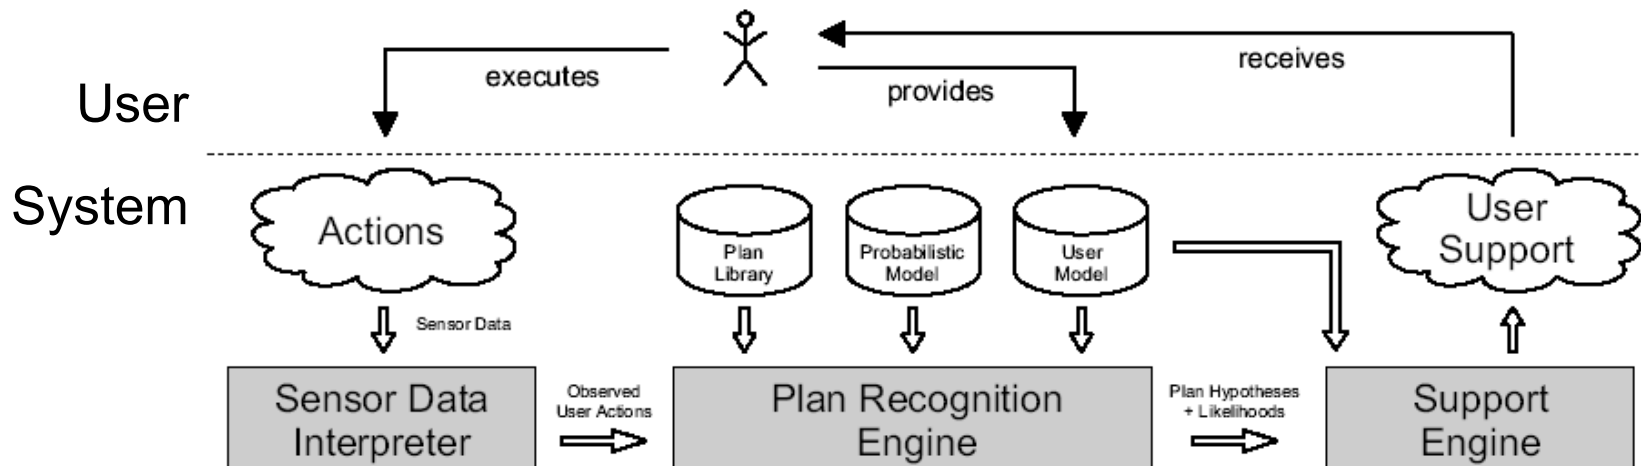 executes
provides
receives
User
System
Actions
Plan
Library
Probabilistic
Model
User
Model
User
Support
Sensor Data
Sensor Data
Interpreter
Observed
User Actions
Plan Recognition
Engine
Plan Hypotheses
+ Likelihoods
Support
Engine